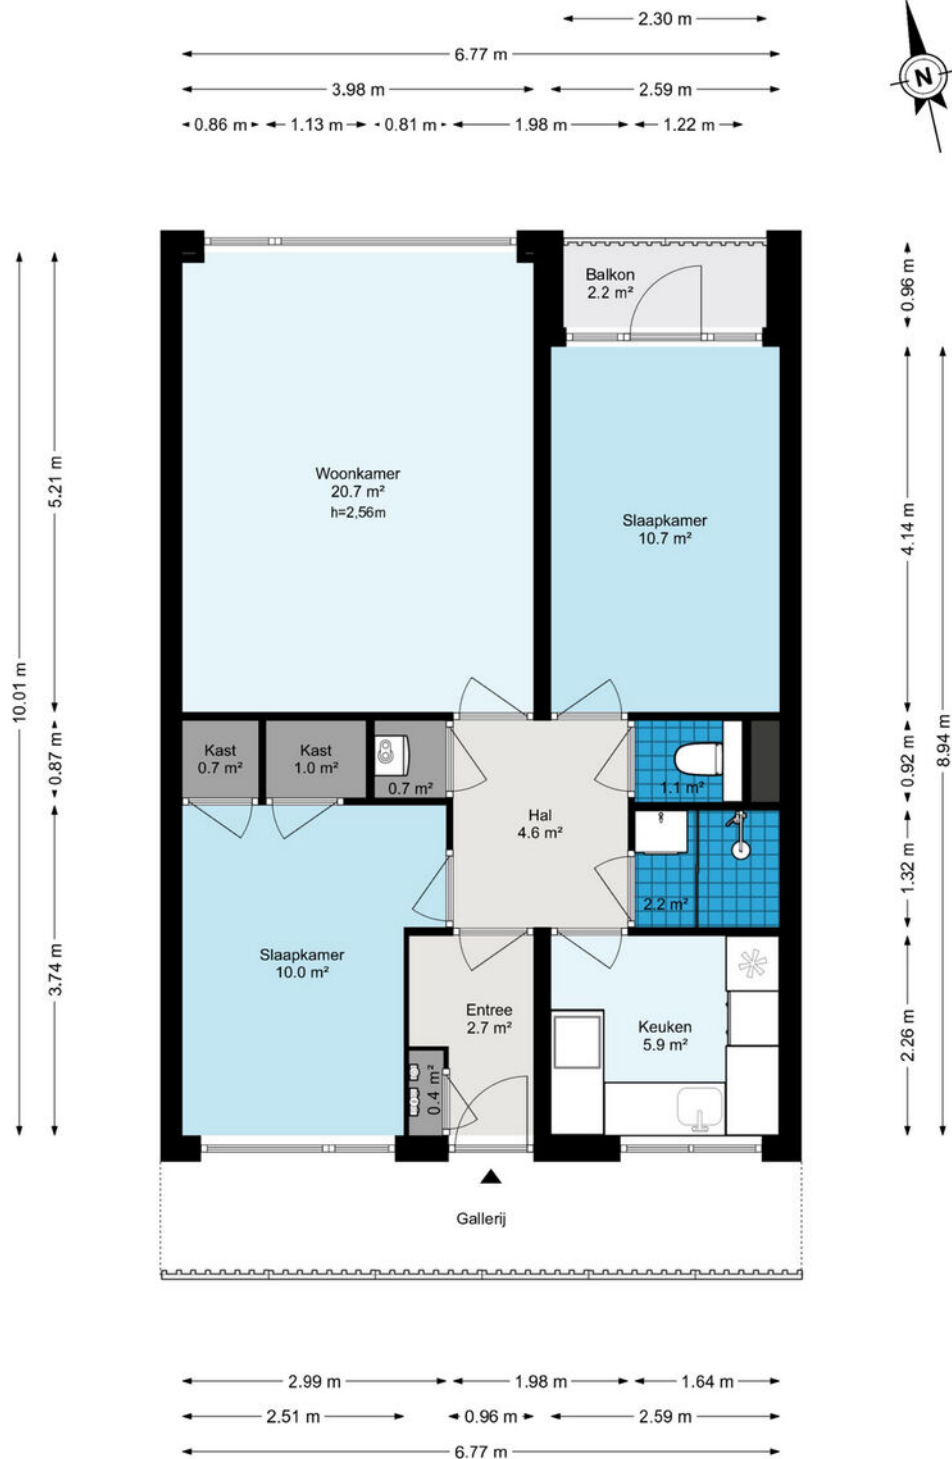 2.30 m
6.77 m
3.98 m
2.59 m
0.86 m
1.13 m
0.81 m
1.98 m
1.22 m
N
Balkon
2.2 m²
0.96 m
Woonkamer
20.7 m²
h=2,56m
Slaapkamer
10.7 m²
5.21 m
4.14 m
10.01 m
8.94 m
Kast
0.7 m²
Kast
1.0 m²
0.7 m²
1.1 m²
0.87 m
0.92 m
Hal
4.6 m²
2.2 m²
1.32 m
Slaapkamer
10.0 m²
3.74 m
Entree
2.7 m²
Keuken
5.9 m²
2.26 m
0.4 m²
Gallerij
2.99 m
1.98 m
1.64 m
2.51 m
0.96 m
2.59 m
6.77 m